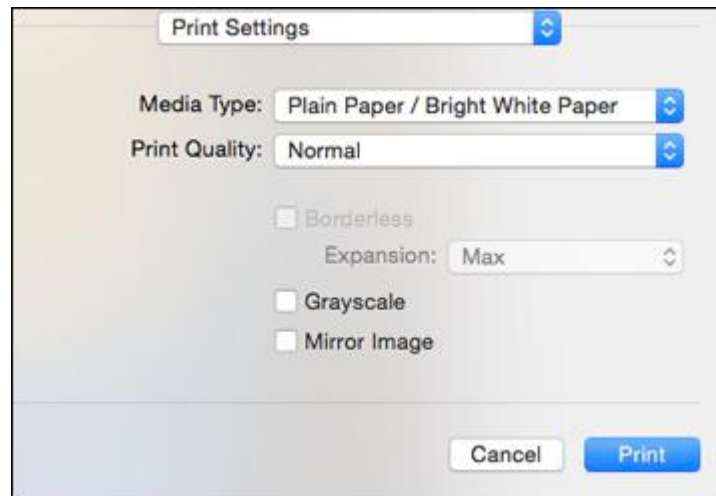 Print Settings
Media Type: Plain Paper / Bright White Paper
Print Quality: Normal
Borderless
Expansion: Max
Grayscale
Mirror Image
Cancel Print